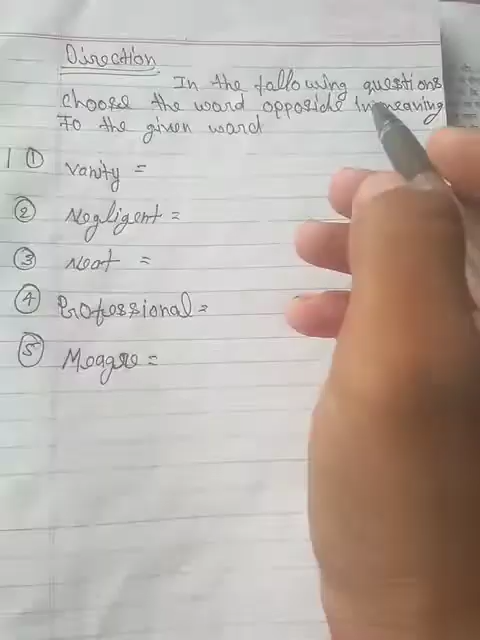 Direction
In the following questions
choose the word opposide in meaning
To the given word
1 ① Vanity =
② Negligent =
③ Neat =
④ Professional =
⑤ Meagre =